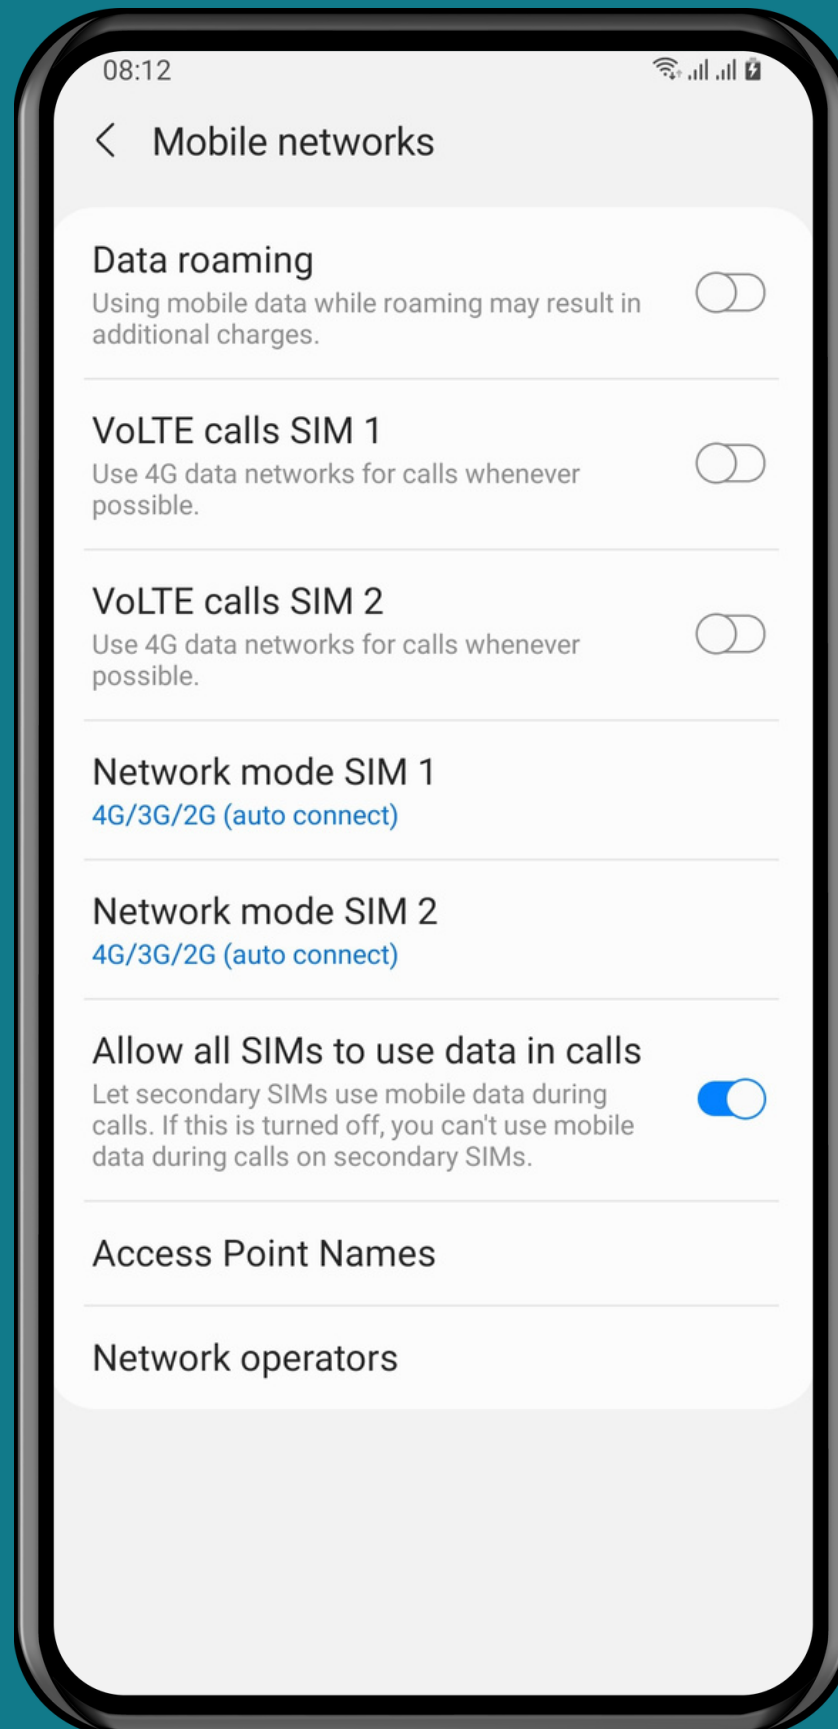 08:12
Mobile networks
Data roaming
Using mobile data while roaming may result in
additional charges.
VoLTE calls SIM 1
Use 4G data networks for calls whenever
possible.
VoLTE calls SIM 2
Use 4G data networks for calls whenever
possible.
Network mode SIM 1
4G/3G/2G (auto connect)
Network mode SIM 2
4G/3G/2G (auto connect)
Allow all SIMs to use data in calls
Let secondary SIMs use mobile data during
calls. If this is turned off, you can't use mobile
data during calls on secondary SIMs.
Access Point Names
Network operators